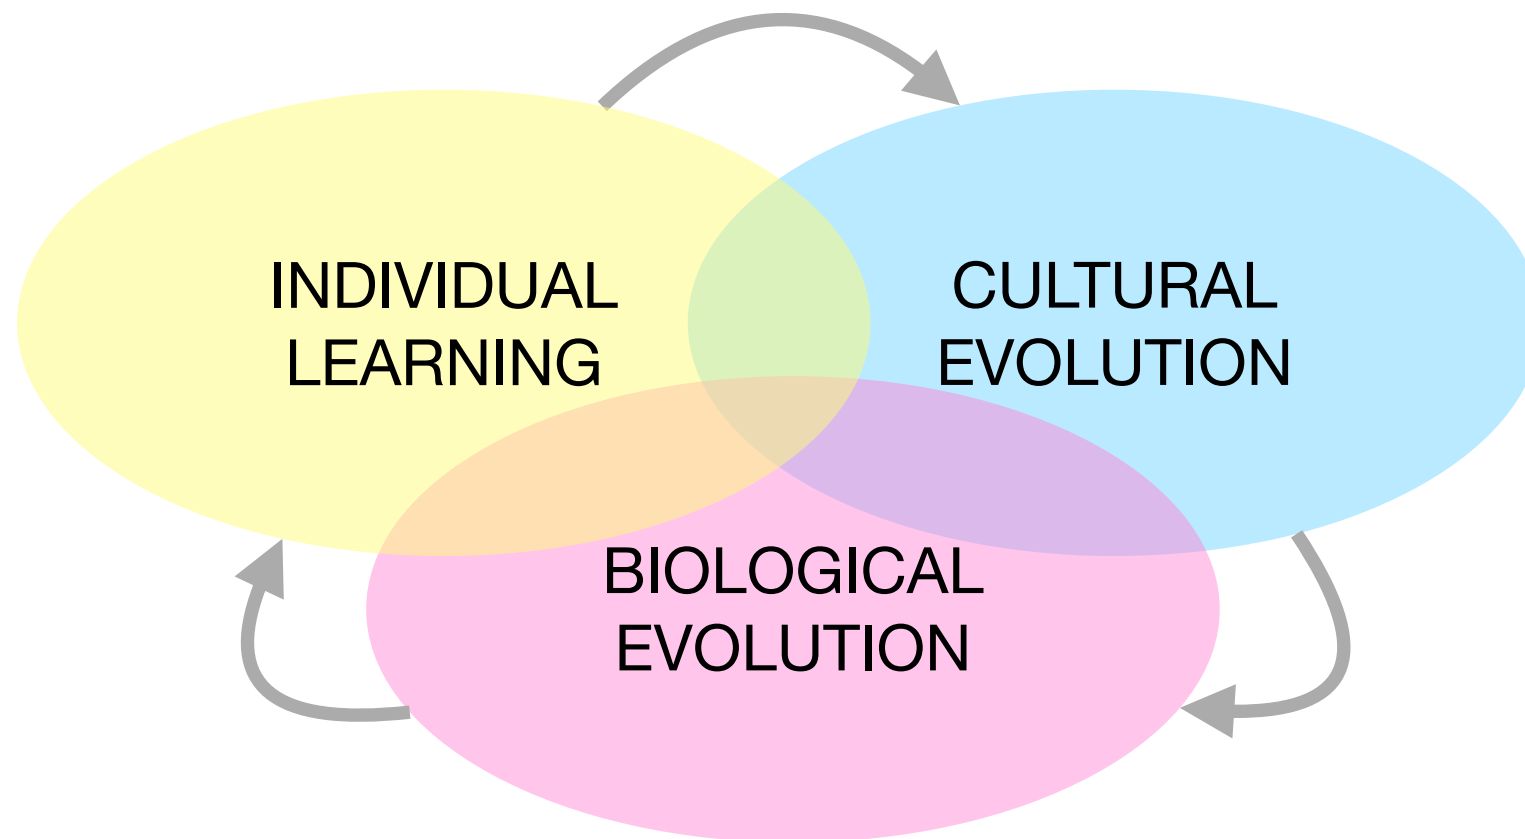 INDIVIDUAL
LEARNING
CULTURAL
EVOLUTION
BIOLOGICAL
EVOLUTION